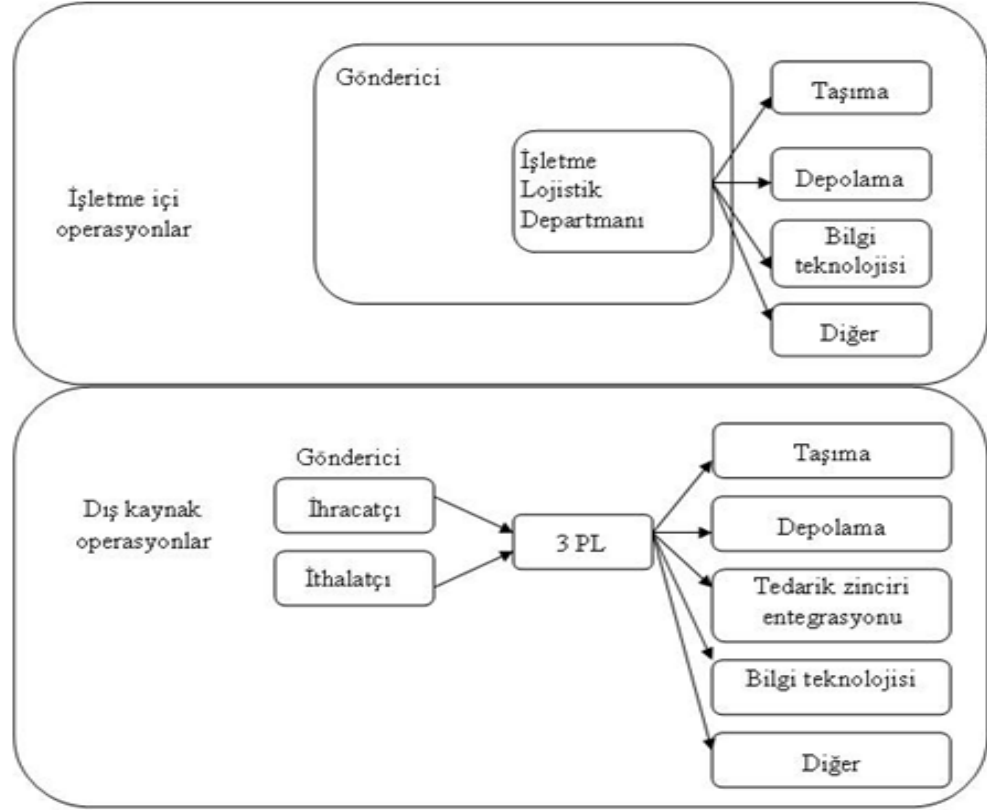 Gönderici
Taşıma
İşletme
Lojistik
Departmanı
Depolama
İşletme içi
operasyonlar
Bilgi
teknolojisi
Diğer
Gönderici
Taşıma
İhracatçı
Dış kaynak
operasyonlar
Depolama
3 PL
İthalatçı
Tedarik zinciri
entegrasyonu
Bilgi teknolojisi
Diğer